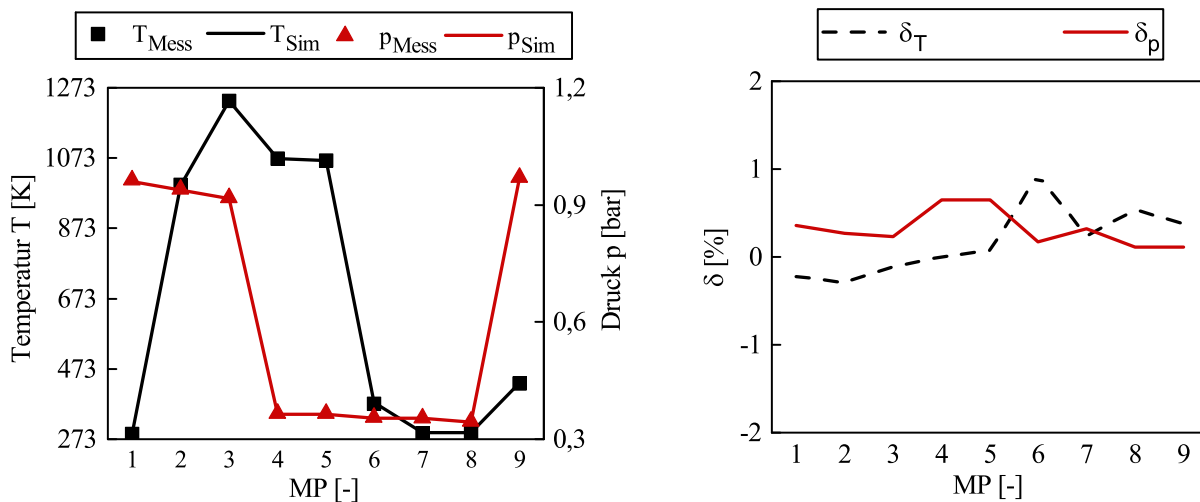 T_Mess T_Sim p_Mess p_Sim
Temperatur T [K]
1273
1073
873
673
473
273
1 2 3 4 5 6 7 8 9
MP [-]
1,2
0,9
0,6
0,3
Druck p [bar]
δ_T δ_p
δ [%]
2
1
0
-1
-2
1 2 3 4 5 6 7 8 9
MP [-]